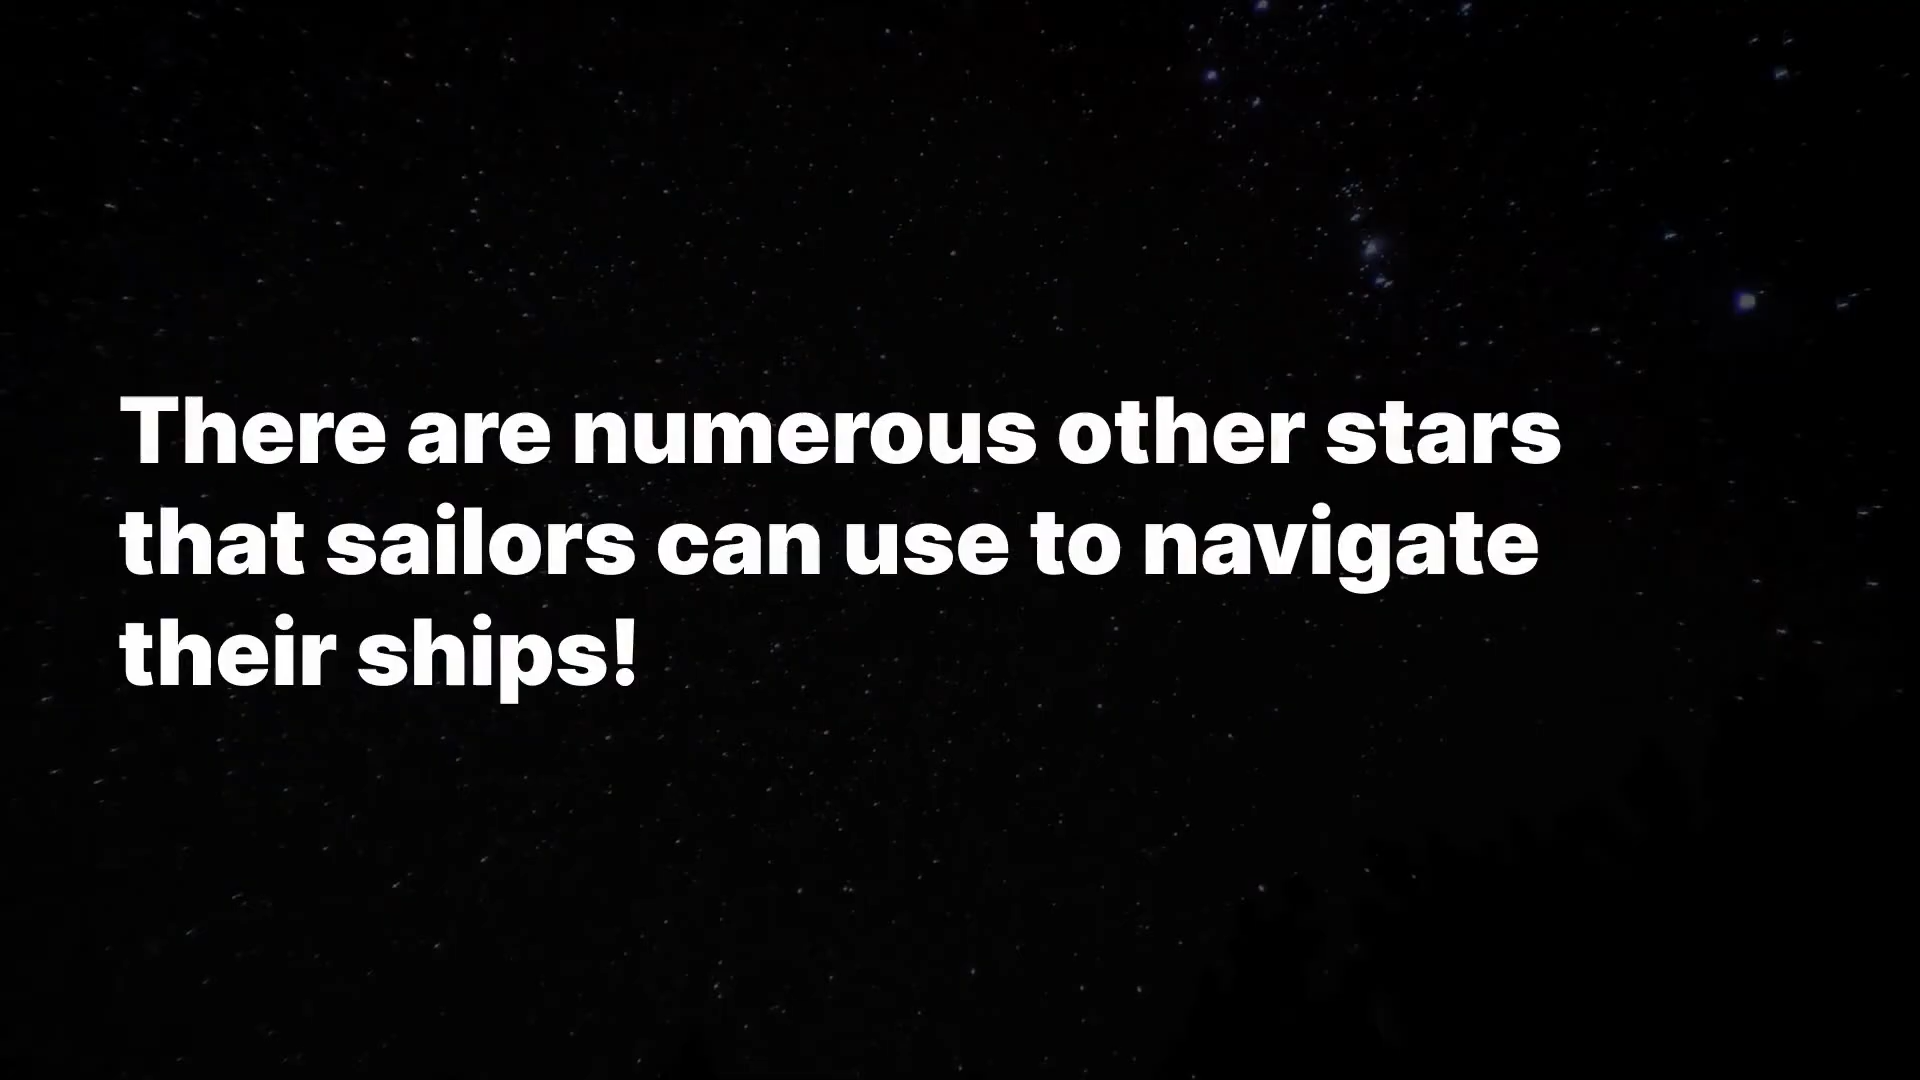 There are numerous other stars
that sailors can use to navigate
their ships!